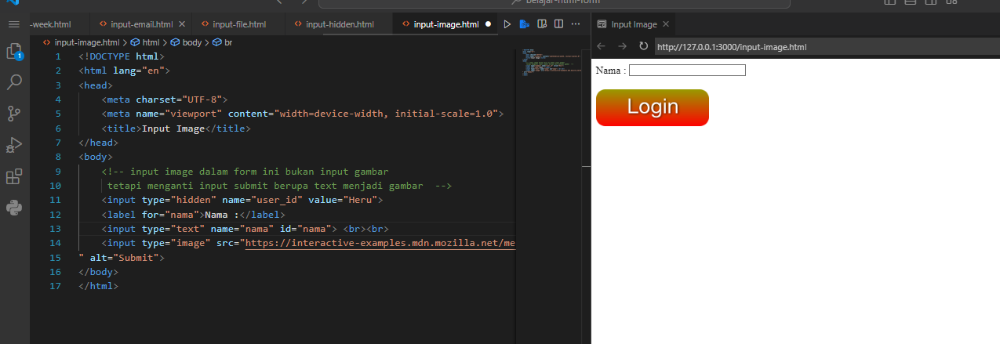 belajar-html-form
-week.html
input-email.html
input-file.html
input-hidden.html
input-image.html
Input Image
input-image.html > html > body > br
http://127.0.0.1:3000/input-image.html
1 <!DOCTYPE html>
2 <html lang="en">
3 <head>
4 <meta charset="UTF-8">
5 <meta name="viewport" content="width=device-width, initial-scale=1.0">
6 <title>Input Image</title>
7 </head>
8 <body>
9 <!-- input image dalam form ini bukan input gambar
10 tetapi menganti input submit berupa text menjadi gambar -->
11 <input type="hidden" name="user_id" value="Heru">
12 <label for="nama">Nama :</label>
13 <input type="text" name="nama" id="nama"> <br><br>
14 <input type="image" src="https://interactive-examples.mdn.mozilla.net/me
15 " alt="Submit">
16 </body>
17 </html>
1
Nama :
Login